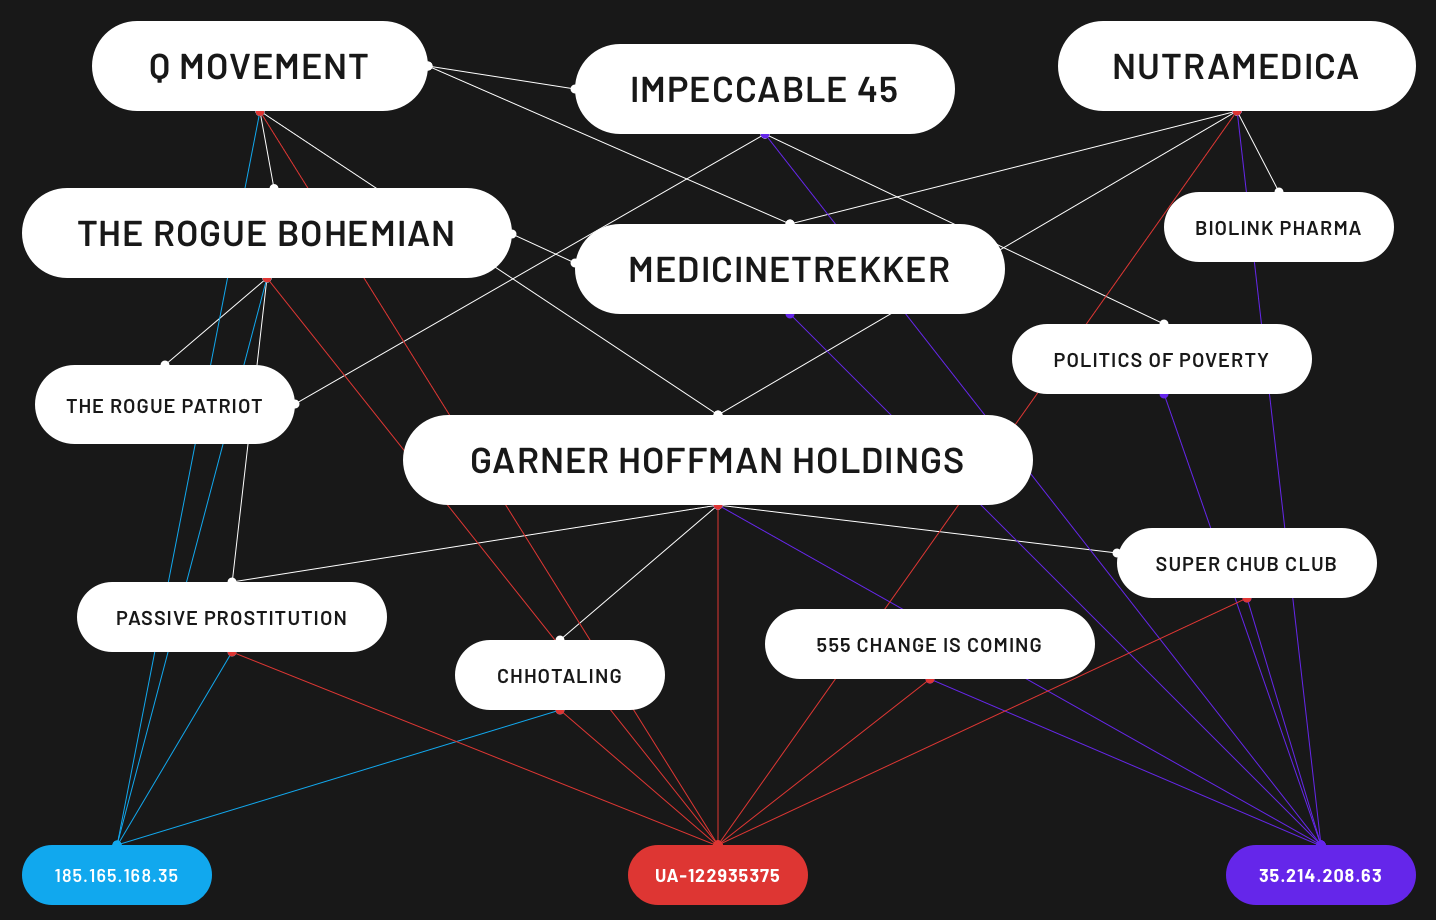 Q MOVEMENT
IMPECCABLE 45
NUTRAMEDICA
THE ROGUE BOHEMIAN
BIOLINK PHARMA
MEDICINETREKKER
POLITICS OF POVERTY
THE ROGUE PATRIOT
GARNER HOFFMAN HOLDINGS
SUPER CHUB CLUB
PASSIVE PROSTITUTION
555 CHANGE IS COMING
CHHOTALING
185.165.168.35
UA-122935375
35.214.208.63